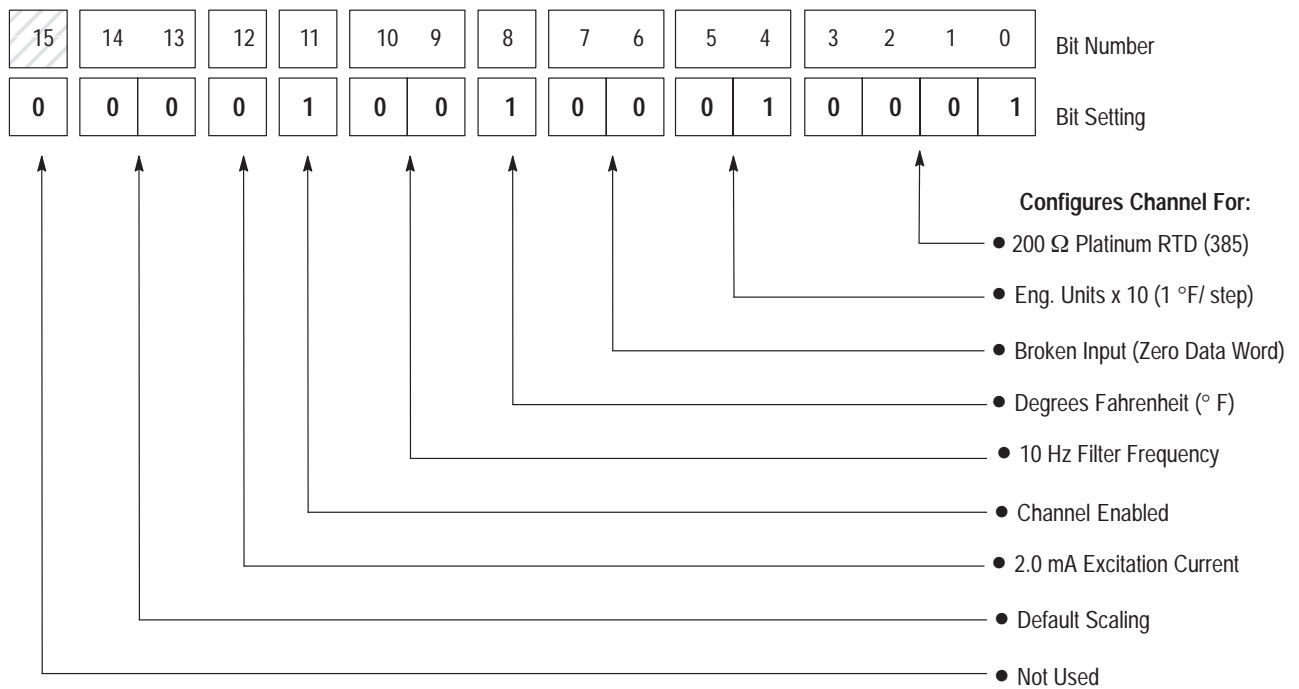 15 14 13 12 11 10 9 8 7 6 5 4 3 2 1 0 Bit Number
0 0 0 0 1 0 0 1 0 0 0 1 0 0 0 1 Bit Setting
Configures Channel For:
● 200 Ω Platinum RTD (385)
● Eng. Units x 10 (1 °F/ step)
● Broken Input (Zero Data Word)
● Degrees Fahrenheit (° F)
● 10 Hz Filter Frequency
● Channel Enabled
● 2.0 mA Excitation Current
● Default Scaling
● Not Used